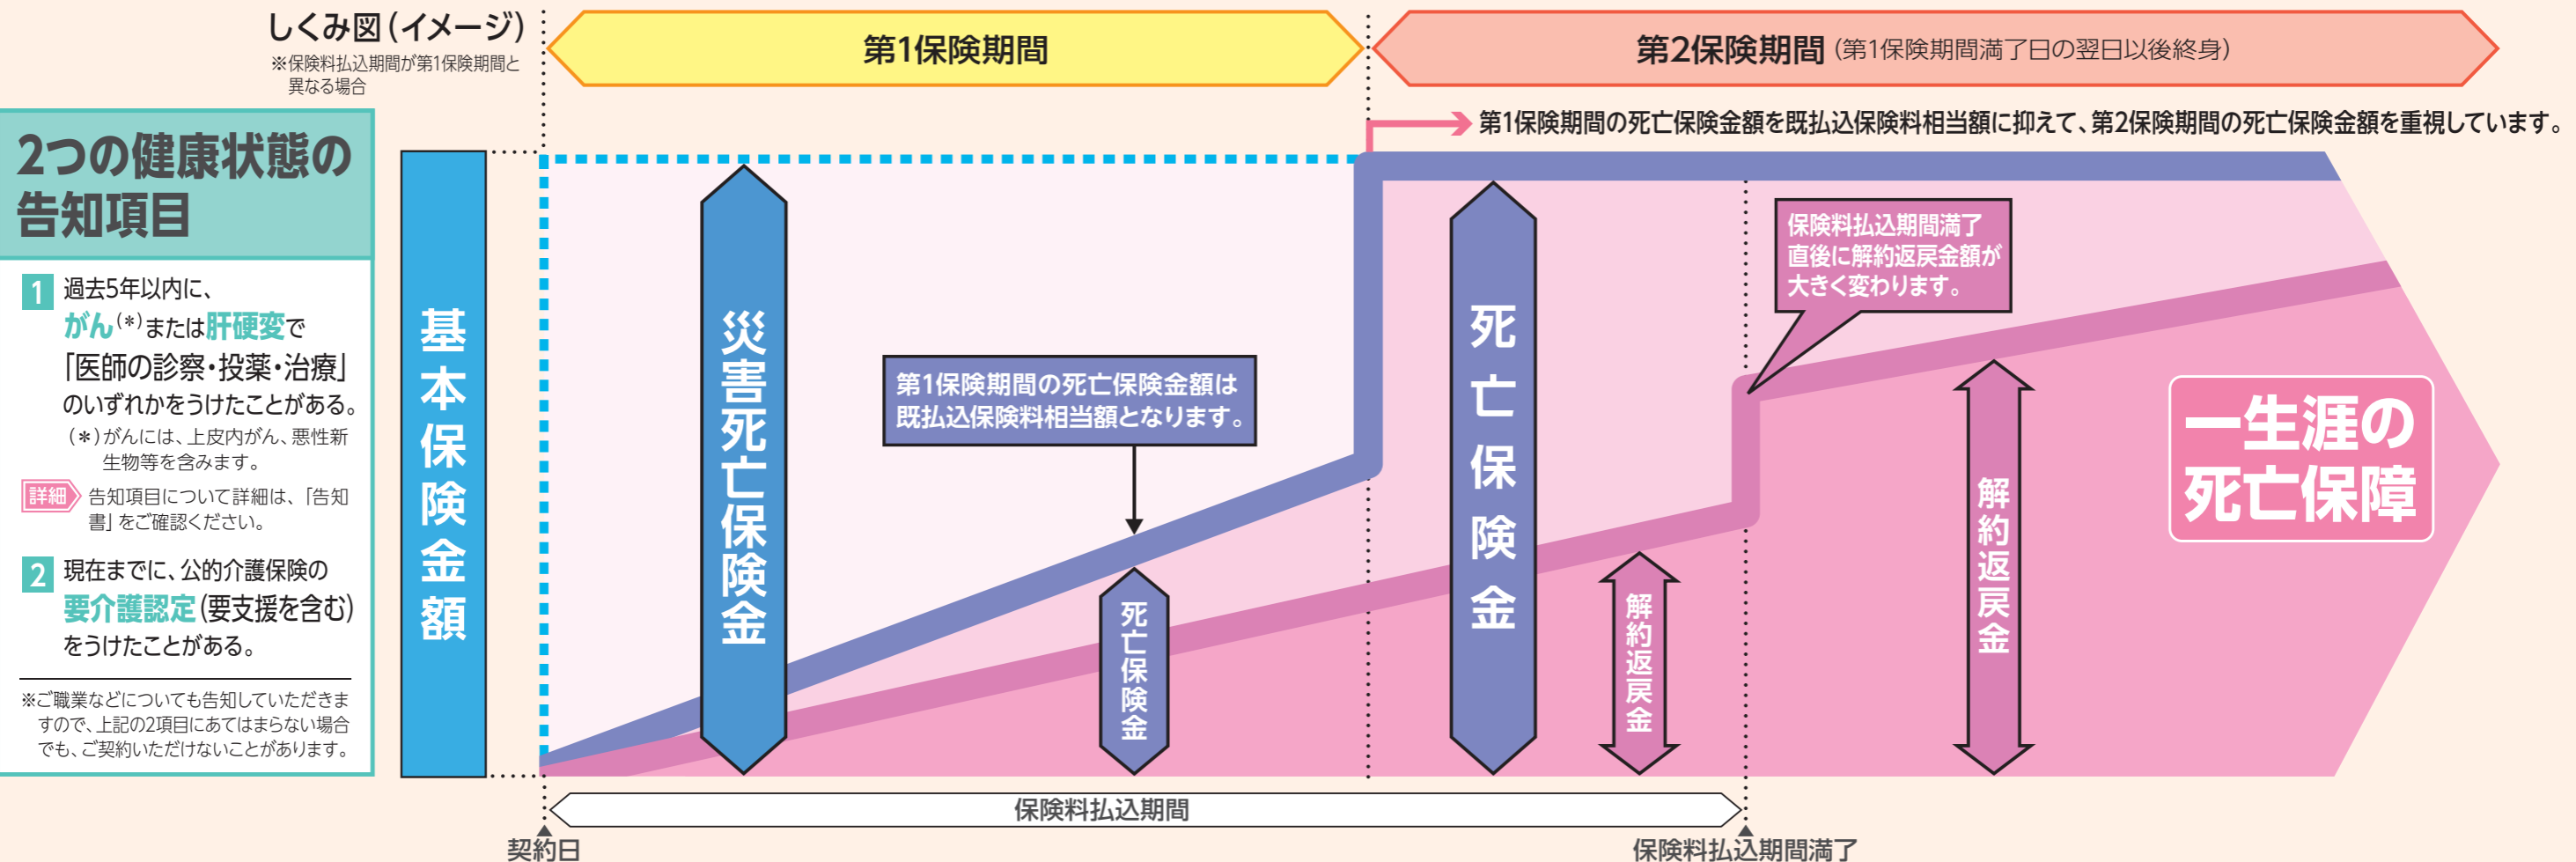 しくみ図(イメージ)
※保険料払込期間が第1保険期間と
異なる場合
第1保険期間
第2保険期間(第1保険期間満了日の翌日以後終身)
第1保険期間の死亡保険金額を既払込保険料相当額に抑えて、第2保険期間の死亡保険金額を重視しています。
2つの健康状態の
告知項目
1 過去5年以内に、
がん(*)または肝硬変で
「医師の診察・投薬・治療」
のいずれかをうけたことがある。
(*)がんには、上皮内がん、悪性新
生物等を含みます。
詳細 告知項目について詳細は、「告知
書」をご確認ください。
2 現在までに、公的介護保険の
要介護認定(要支援を含む)
をうけたことがある。
※ご職業などについても告知していただきま
すので、上記の2項目にあてはまらない場合
でも、ご契約いただけないことがあります。
基本保険金額
災害死亡保険金
第1保険期間の死亡保険金額は
既払込保険料相当額となります。
死亡保険金
死亡保険金
保険料払込期間満了
直後に解約返戻金額が
大きく変わります。
解約返戻金
解約返戻金
一生涯の
死亡保障
保険料払込期間
契約日
保険料払込期間満了